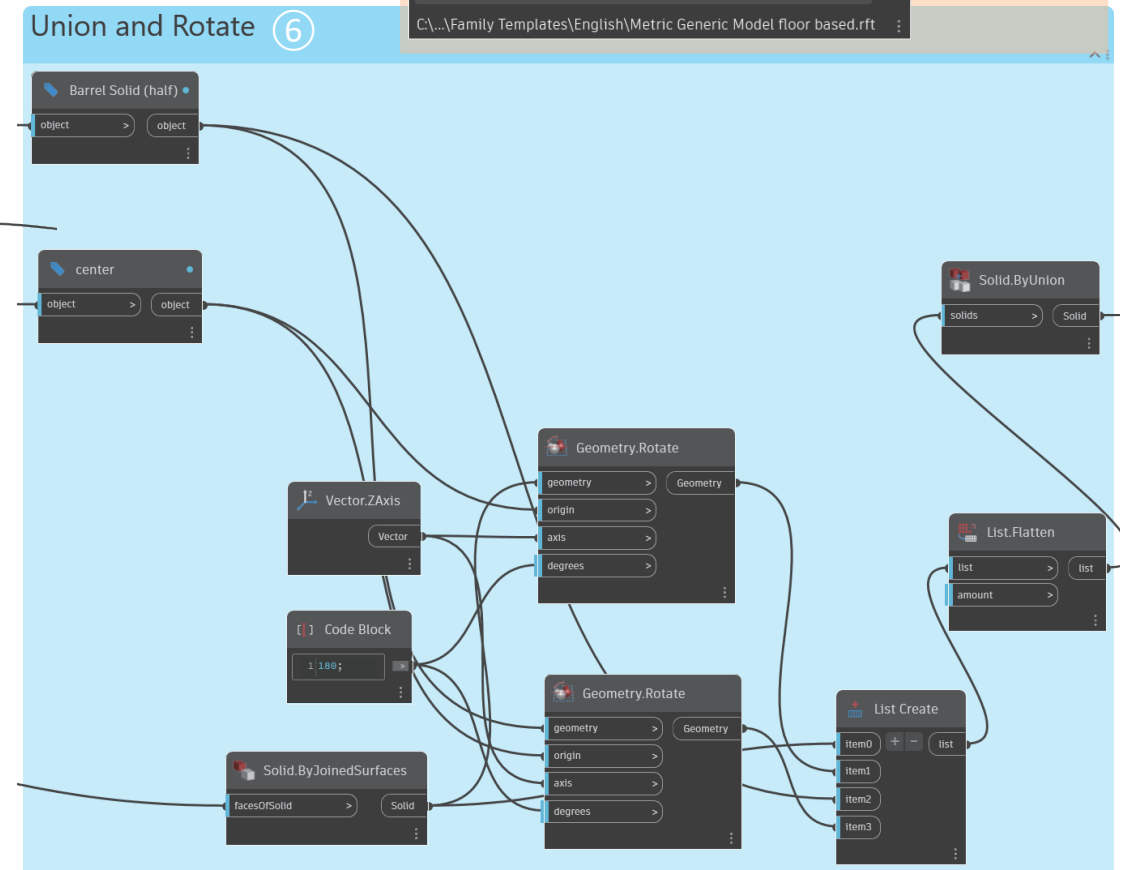 C:\...\Family Templates\English\Metric Generic Model floor based.rft
Union and Rotate 6
Barrel Solid (half)
object > object
center
object > object
Solid.ByUnion
solids > Solid
Geometry.Rotate
geometry > Geometry
origin >
axis >
degrees >
Vector.ZAxis
Vector
List.Flatten
list > list
amount >
Code Block
1 180; >
Geometry.Rotate
geometry > Geometry
origin >
axis >
degrees >
List Create
item0 + - list
item1
item2
item3
Solid.ByJoinedSurfaces
facesOfSolid > Solid